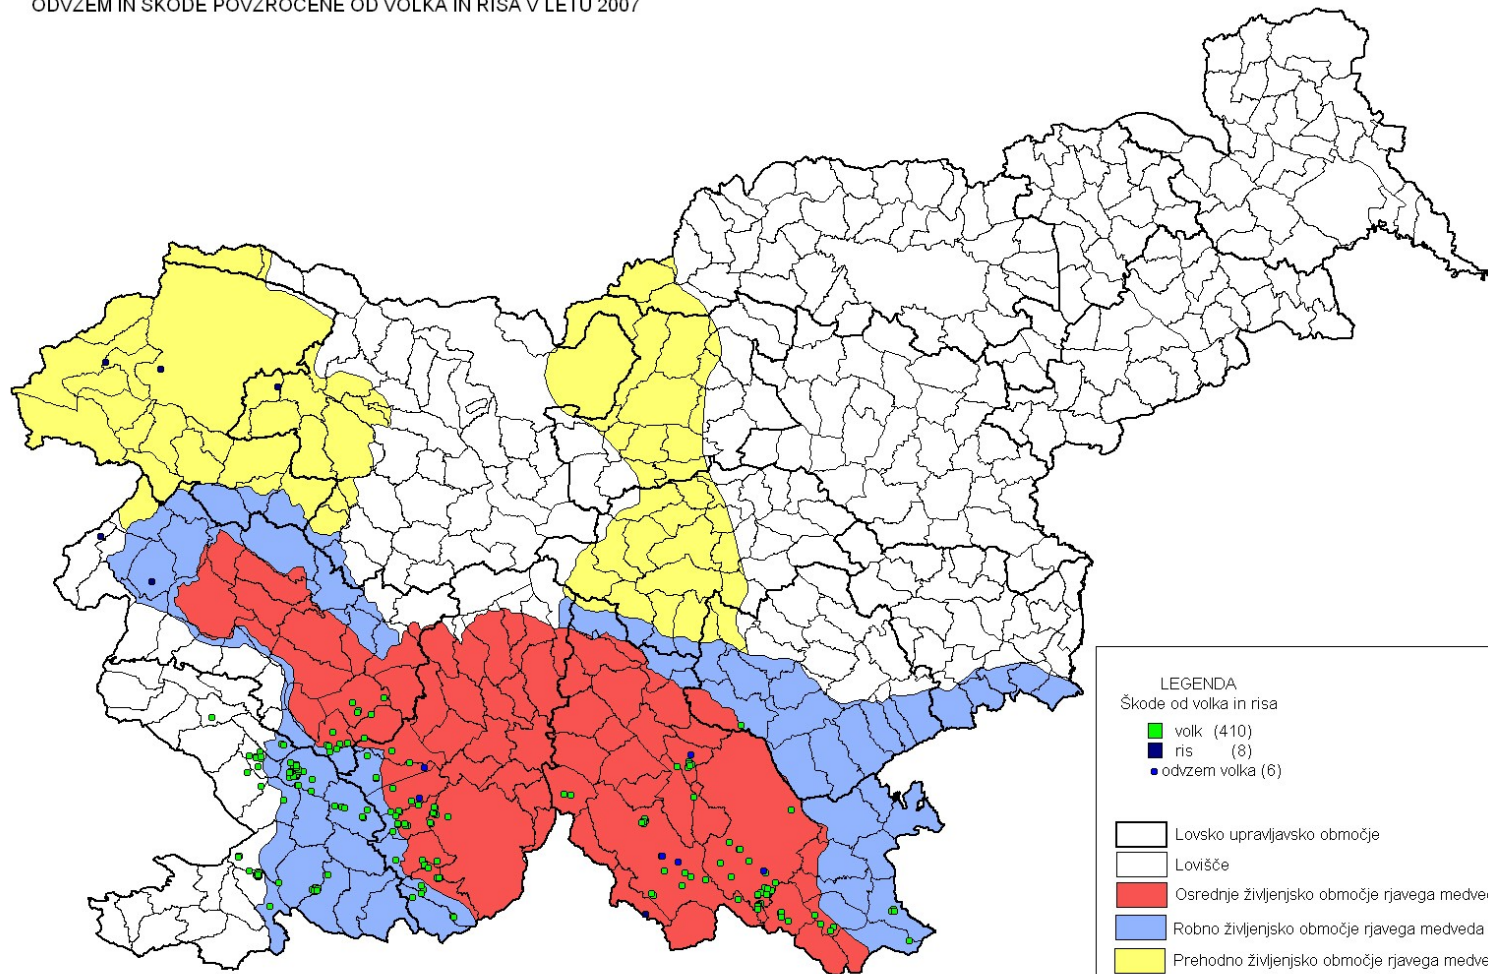 ODVZEM IN ŠKODE POVZROČENE OD VOLKA IN RISA V LETU 2007
LEGENDA
Škode od volka in risa
volk (410)
ris (8)
odvzem volka (6)
Lovsko upravljavsko območje
Lovišče
Osrednje življenjsko območje rjavega medve
Robno življenjsko območje rjavega medveda
Prehodno življenjsko območje rjavega medve